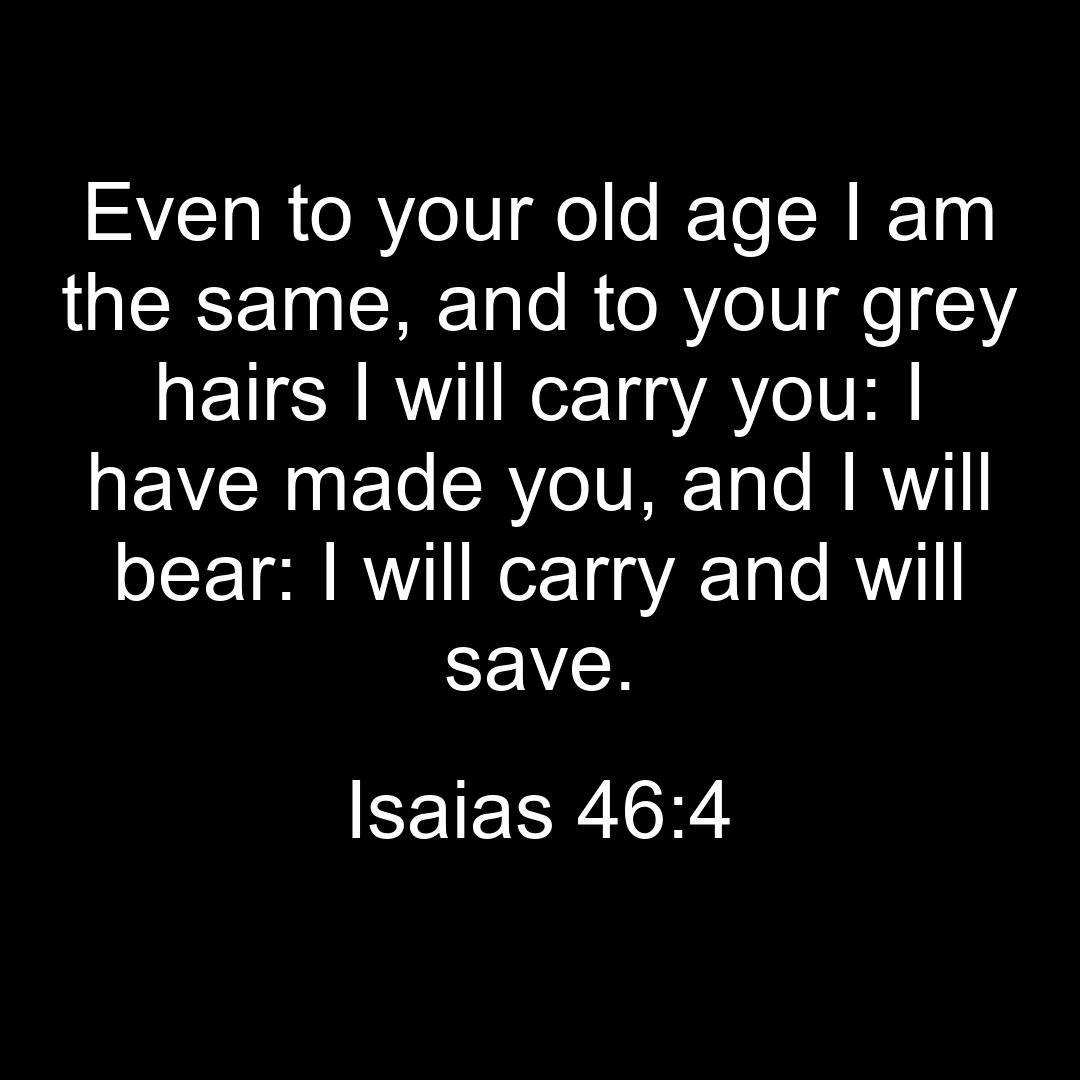 Even to your old age I am
the same, and to your grey
hairs I will carry you: I
have made you, and I will
bear: I will carry and will
save.
Isaias 46:4